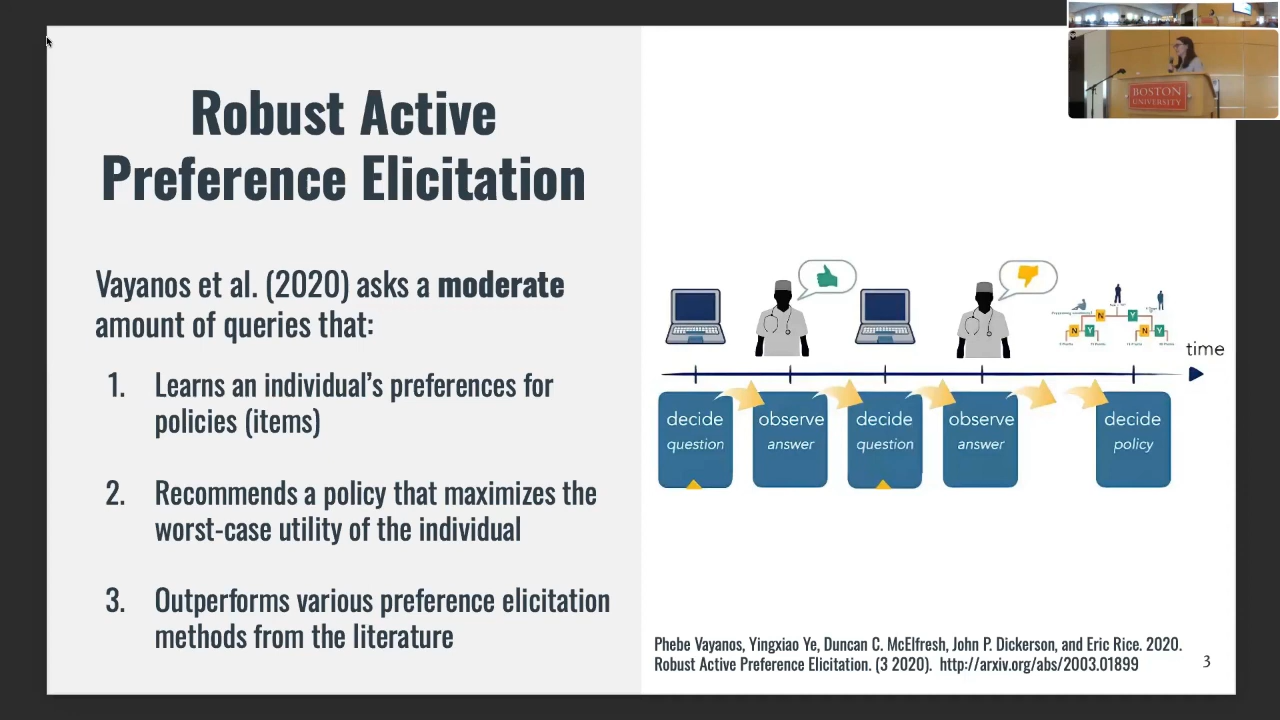 Robust Active
Preference Elicitation
Vayanos et al. (2020) asks a moderate
amount of queries that:
1. Learns an individual's preferences for
policies (items)
2. Recommends a policy that maximizes the
worst-case utility of the individual
3. Outperforms various preference elicitation
methods from the literature
N Y
N Y N Y
time
decide
question
observe
answer
decide
question
observe
answer
decide
policy
Phebe Vayanos, Yingxiao Ye, Duncan C. McElfresh, John P. Dickerson, and Eric Rice. 2020.
Robust Active Preference Elicitation. (3 2020). http://arxiv.org/abs/2003.01899
3
BOSTON
UNIVERSITY